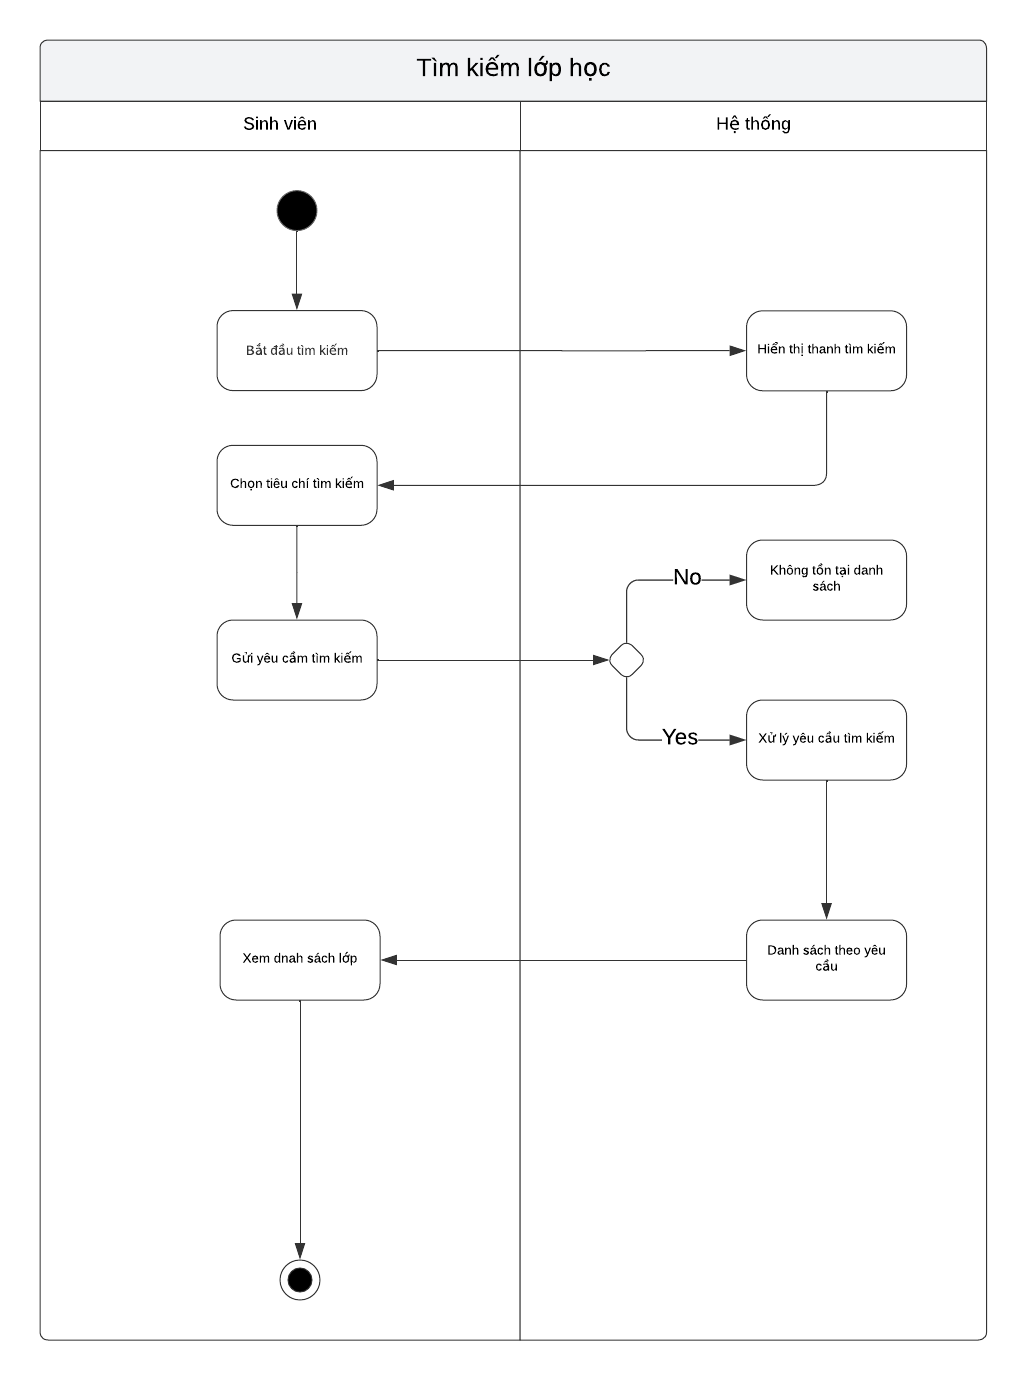 Tìm kiếm lớp học
Sinh viên
Hệ thống
Bắt đầu tìm kiếm
Hiển thị thanh tìm kiếm
Chọn tiêu chí tìm kiếm
No
Không tồn tại danh
sách
Gửi yêu cầm tìm kiếm
Yes
Xử lý yêu cầu tìm kiếm
Xem dnah sách lớp
Danh sách theo yêu
cầu